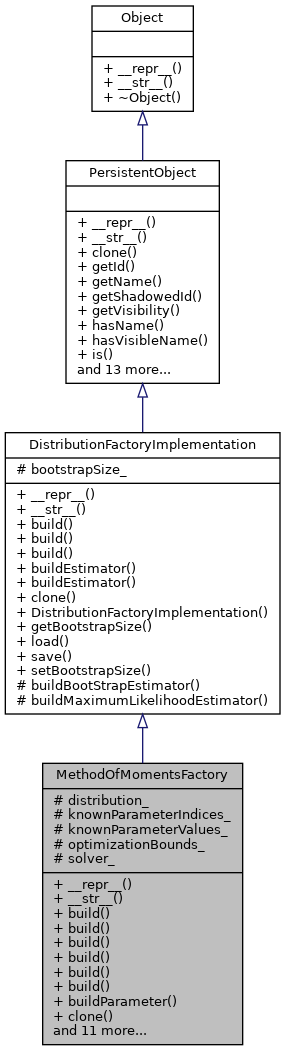 Object
+ __repr__()
+ __str__()
+ ~Object()
PersistentObject
+ __repr__()
+ __str__()
+ clone()
+ getId()
+ getName()
+ getShadowedId()
+ getVisibility()
+ hasName()
+ hasVisibleName()
+ is()
and 13 more...
DistributionFactoryImplementation
# bootstrapSize_
+ __repr__()
+ __str__()
+ build()
+ build()
+ build()
+ buildEstimator()
+ buildEstimator()
+ clone()
+ DistributionFactoryImplementation()
+ getBootstrapSize()
+ load()
+ save()
+ setBootstrapSize()
# buildBootStrapEstimator()
# buildMaximumLikelihoodEstimator()
MethodOfMomentsFactory
# distribution_
# knownParameterIndices_
# knownParameterValues_
# optimizationBounds_
# solver_
+ __repr__()
+ __str__()
+ build()
+ build()
+ build()
+ build()
+ build()
+ build()
+ buildParameter()
+ clone()
and 11 more...